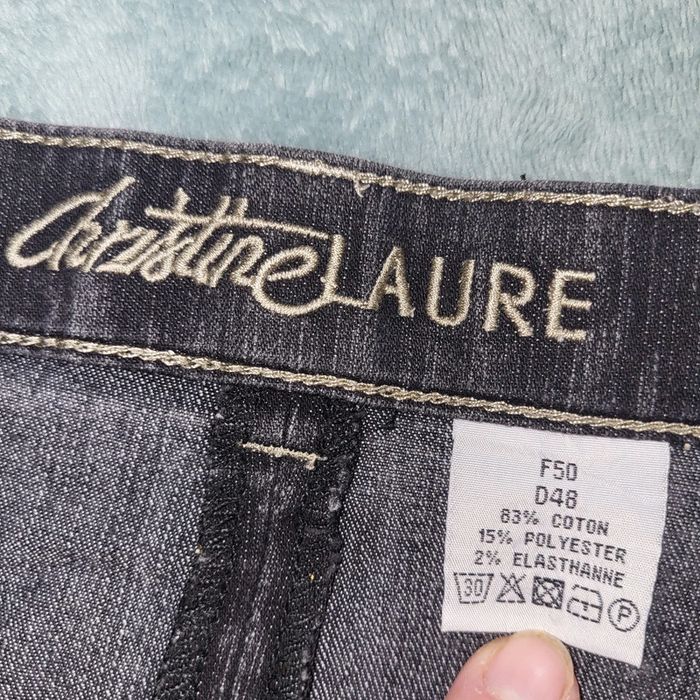 Christine LAURE
F50
D48
83% COTON
15% POLYESTER
2% ELASTHANNE
30 P